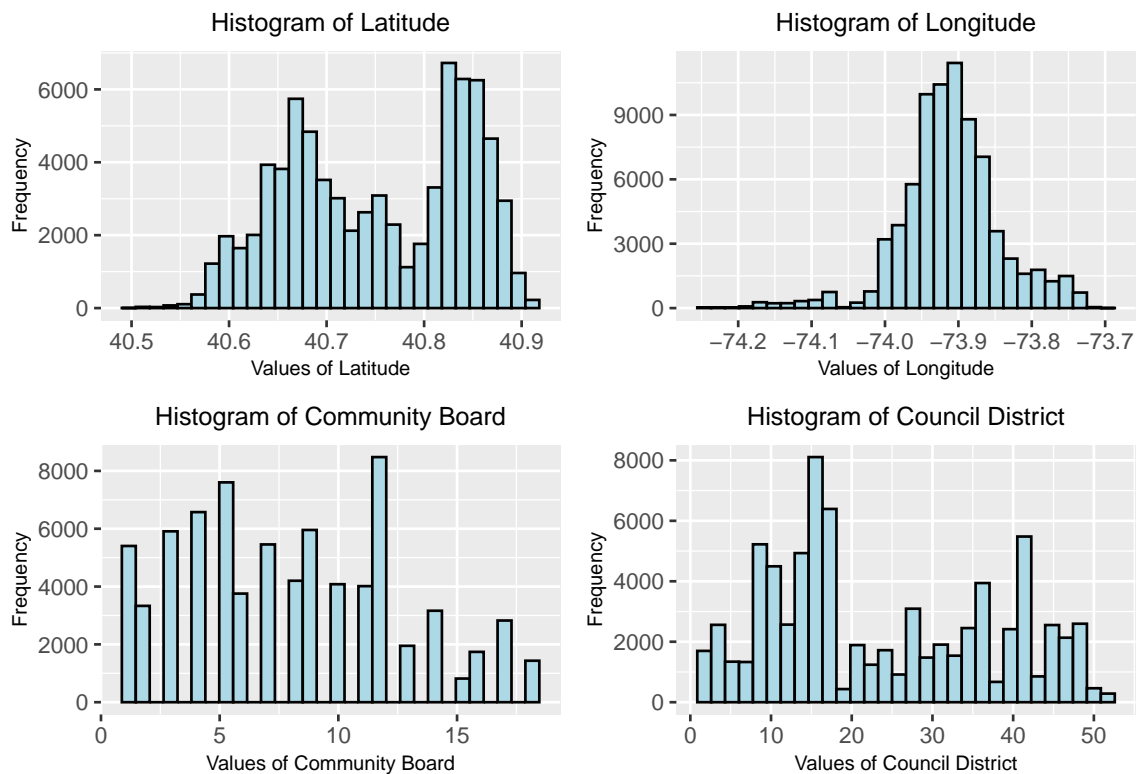 Histogram of Latitude
Frequency
6000
4000
2000
0
40.5 40.6 40.7 40.8 40.9
Values of Latitude
Histogram of Longitude
Frequency
9000
6000
3000
0
−74.2 −74.1 −74.0 −73.9 −73.8 −73.7
Values of Longitude
Histogram of Community Board
Frequency
8000
6000
4000
2000
0
0 5 10 15
Values of Community Board
Histogram of Council District
Frequency
8000
6000
4000
2000
0
0 10 20 30 40 50
Values of Council District